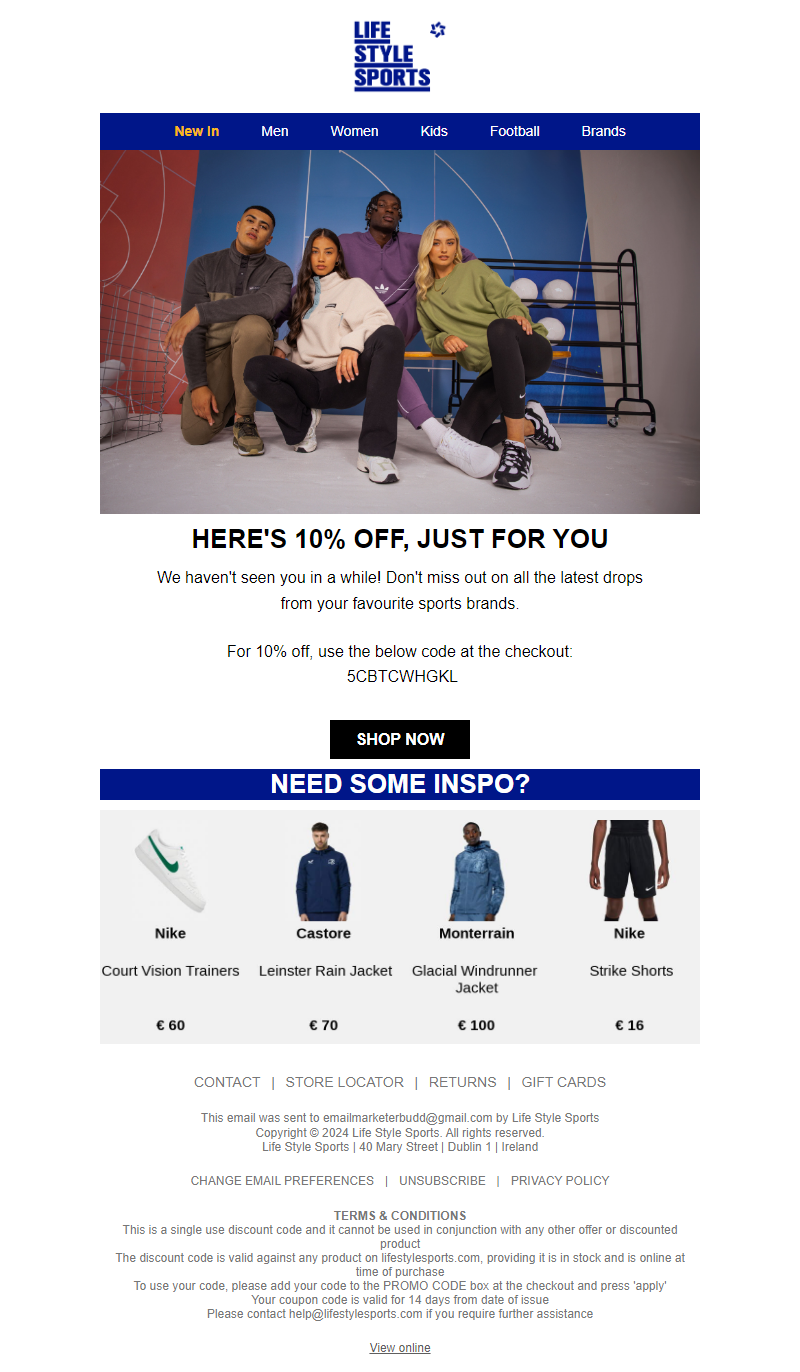 LIFE
STYLE
SPORTS
New In Men Women Kids Football Brands
HERE'S 10% OFF, JUST FOR YOU
We haven't seen you in a while! Don't miss out on all the latest drops
from your favourite sports brands.
For 10% off, use the below code at the checkout:
5CBTCWHGKL
SHOP NOW
NEED SOME INSPO?
Nike Castore Monterrain Nike
Court Vision Trainers Leinster Rain Jacket Glacial Windrunner Strike Shorts
Jacket
€ 60 € 70 € 100 € 16
CONTACT | STORE LOCATOR | RETURNS | GIFT CARDS
This email was sent to emailmarketerbudd@gmail.com by Life Style Sports
Copyright © 2024 Life Style Sports. All rights reserved.
Life Style Sports | 40 Mary Street | Dublin 1 | Ireland
CHANGE EMAIL PREFERENCES | UNSUBSCRIBE | PRIVACY POLICY
TERMS & CONDITIONS
This is a single use discount code and it cannot be used in conjunction with any other offer or discounted
product
The discount code is valid against any product on lifestylesports.com, providing it is in stock and is online at
time of purchase
To use your code, please add your code to the PROMO CODE box at the checkout and press 'apply'
Your coupon code is valid for 14 days from date of issue
Please contact help@lifestylesports.com if you require further assistance
View online